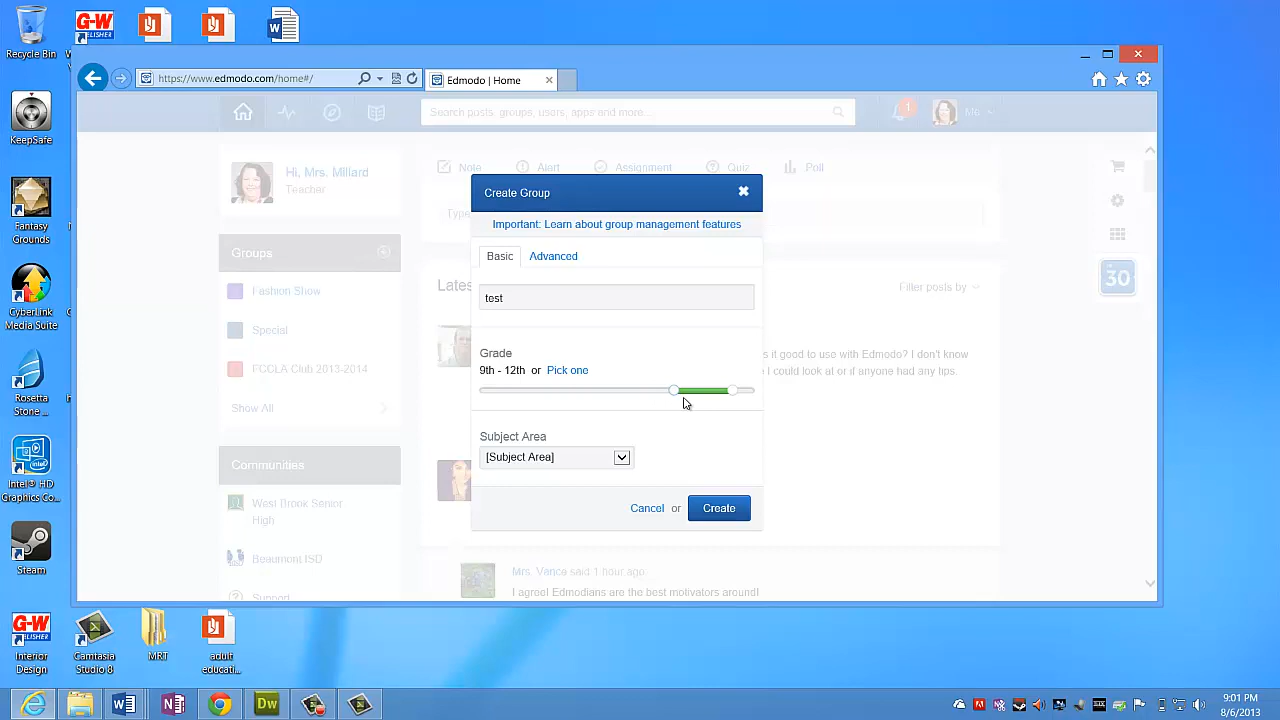 Recycle Bin
G-W
W
https://www.edmodo.com/home#/
Edmodo | Home
KeepSafe
Search posts, groups, users, apps and more...
1
Me
Hi, Mrs. Millard
Teacher
Note
Alert
Assignment
Quiz
Poll
Create Group
Important: Learn about group management features
Fantasy
Grounds
Groups
Basic
Advanced
Fashion Show
Lates
Filter posts by
30
test
CyberLink
Media Suite
Special
Grade
s it good to use with Edmodo? I don't know
FCCLA Club 2013-2014
9th - 12th or Pick one
I could look at or if anyone had any tips.
Rosetta
Stone ...
Show All
Subject Area
[Subject Area]
Communities
intel
Intel® HD
Graphics Co...
West Brook Senior
High
Cancel or
Create
Beaumont ISD
Steam
Mrs. Vance said 1 hour ago
I agree! Edmodians are the best motivators around!
Support
G-W
PUBLISHER
Interior
Design
Camtasia
Studio 8
MRT
adult
educati...
W
N
Dw
9:01 PM
8/6/2013